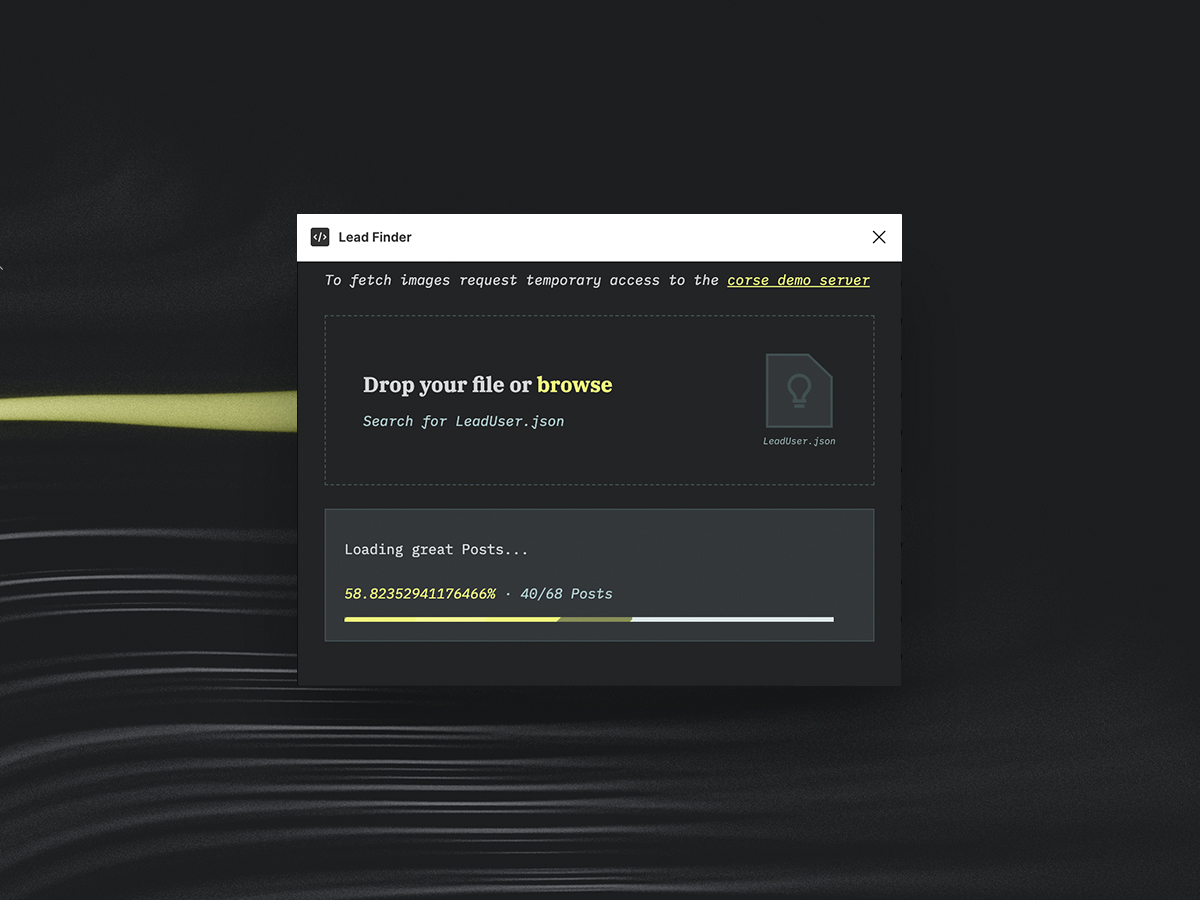 </> Lead Finder
To fetch images request temporary access to the corse demo server
Drop your file or browse
Search for LeadUser.json
LeadUser.json
Loading great Posts...
58.82352941176466% · 40/68 Posts